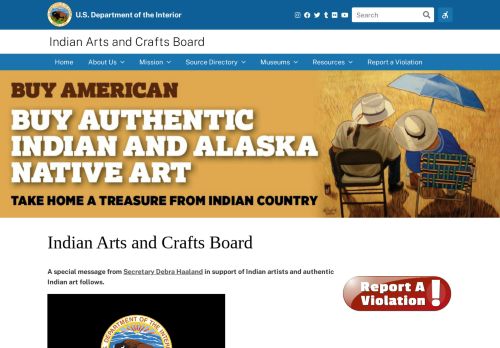 U.S. Department of the Interior
Search
Indian Arts and Crafts Board
Home About Us Mission Source Directory Museums Resources Report a Violation
BUY AMERICAN
BUY AUTHENTIC
INDIAN AND ALASKA
NATIVE ART
TAKE HOME A TREASURE FROM INDIAN COUNTRY
Indian Arts and Crafts Board
A special message from Secretary Debra Haaland in support of indian artists and authentic
Indian art follows.
Report A
Violation !
DEPARTMENT OF THE INTERIOR